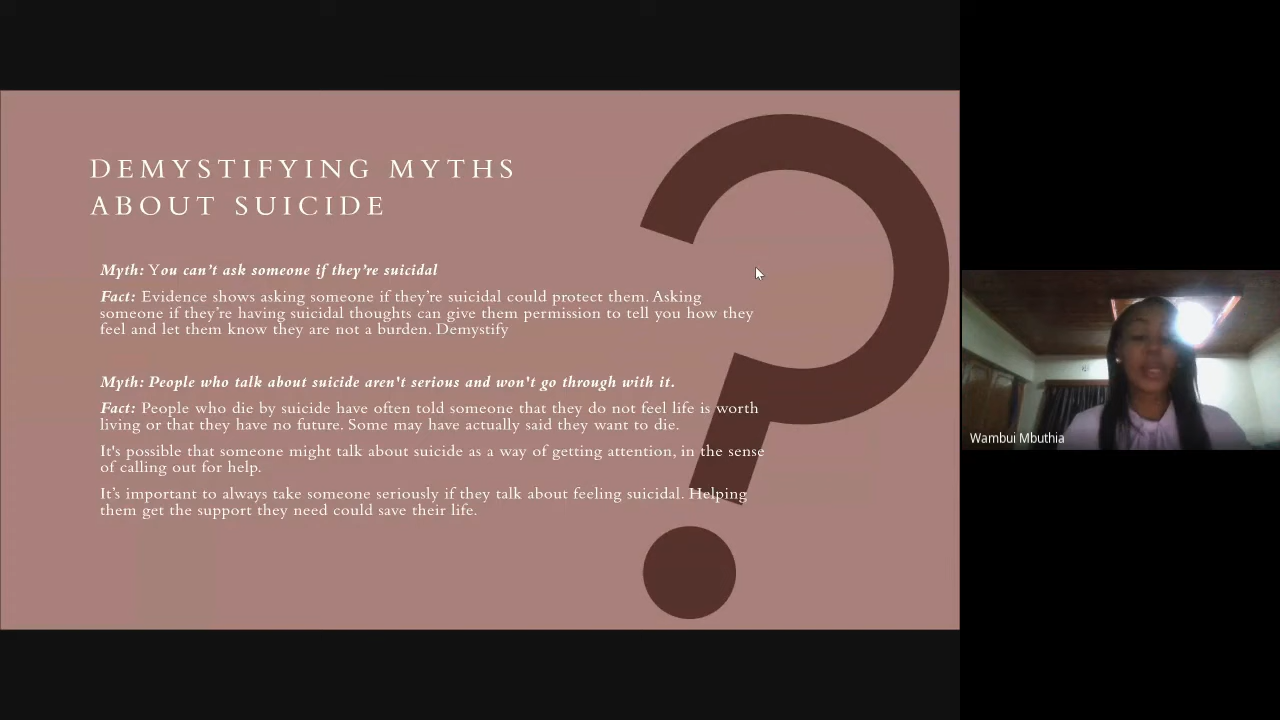 DEMYSTIFYING MYTHS
ABOUT SUICIDE
Myth: You can’t ask someone if they’re suicidal
Fact: Evidence shows asking someone if they’re suicidal could protect them. Asking
someone if they’re having suicidal thoughts can give them permission to tell you how they
feel and let them know they are not a burden. Demystify
Myth: People who talk about suicide aren't serious and won't go through with it.
Fact: People who die by suicide have often told someone that they do not feel life is worth
living or that they have no future. Some may have actually said they want to die.
It's possible that someone might talk about suicide as a way of getting attention, in the sense
of calling out for help.
It’s important to always take someone seriously if they talk about feeling suicidal. Helping
them get the support they need could save their life.
Wambui Mbuthia